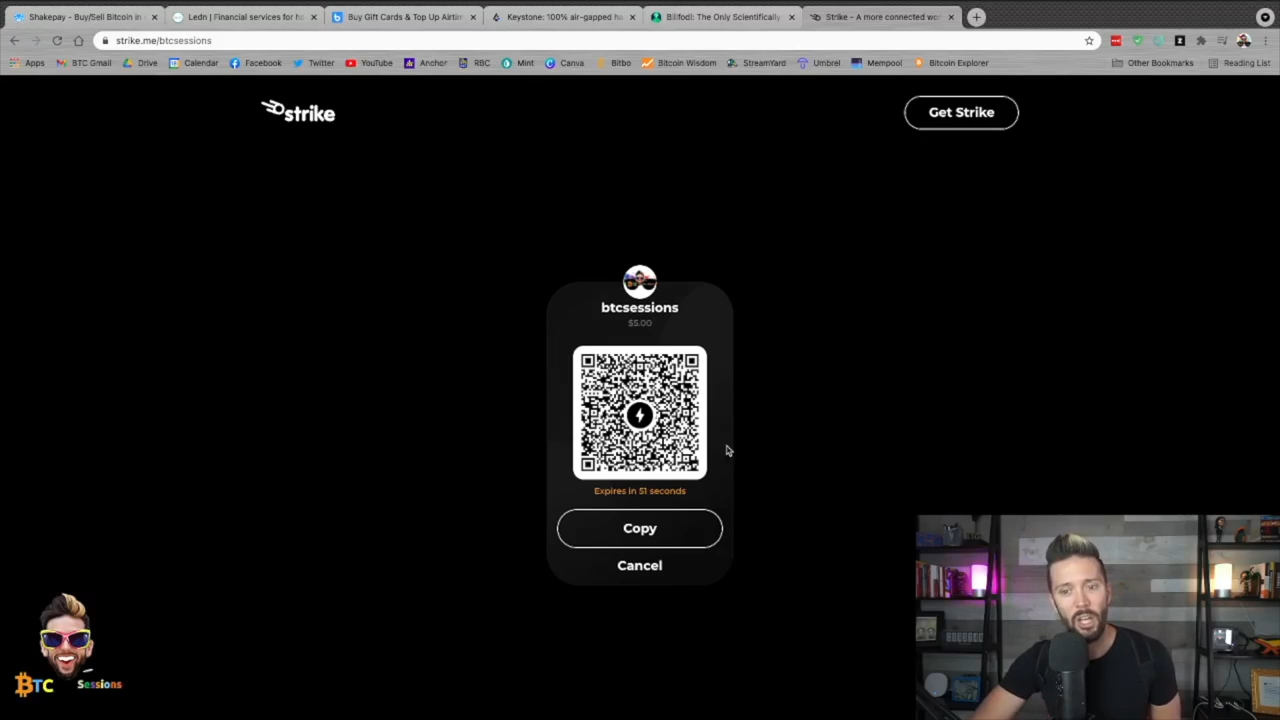 Shakepay - Buy/Sell Bitcoin in
Ledn | Financial services for ho
Buy Gift Cards & Top Up Airtim
Keystone: 100% air-gapped ha
Billfodl: The Only Scientifically
Strike - A more connected wor
strike.me/btcsessions
Apps
BTC Gmail
Drive
Calendar
Facebook
Twitter
YouTube
Anchor
RBC
Mint
Canva
Bitbo
Bitcoin Wisdom
StreamYard
Umbrel
Mempool
Bitcoin Explorer
Other Bookmarks
Reading List
strike
Get Strike
btcsessions
$5.00
Expires in 51 seconds
Copy
Cancel
BTC Sessions